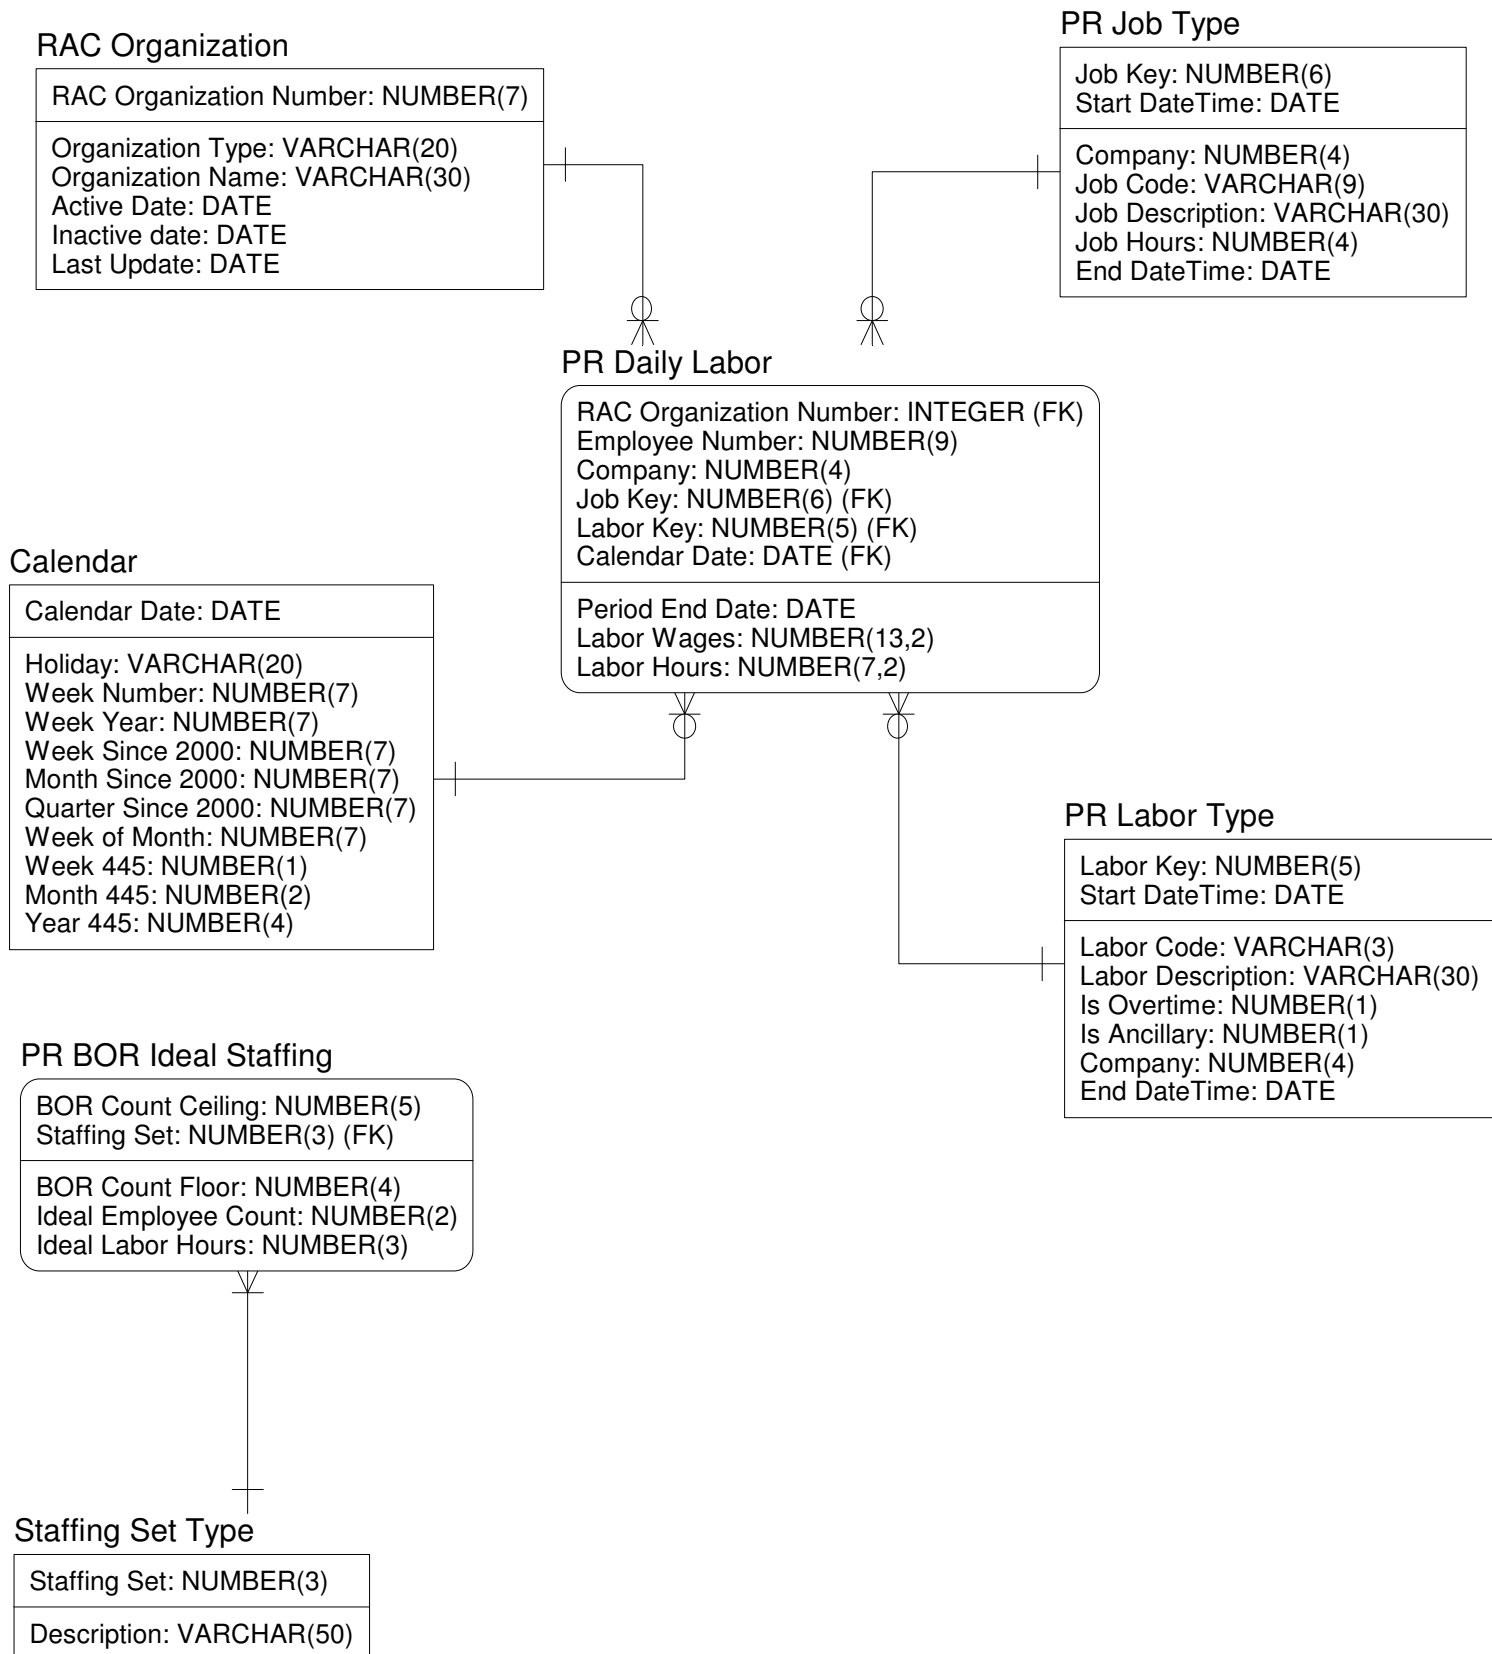 RAC Organization
RAC Organization Number: NUMBER(7)
Organization Type: VARCHAR(20)
Organization Name: VARCHAR(30)
Active Date: DATE
Inactive date: DATE
Last Update: DATE
PR Job Type
Job Key: NUMBER(6)
Start DateTime: DATE
Company: NUMBER(4)
Job Code: VARCHAR(9)
Job Description: VARCHAR(30)
Job Hours: NUMBER(4)
End DateTime: DATE
PR Daily Labor
RAC Organization Number: INTEGER (FK)
Employee Number: NUMBER(9)
Company: NUMBER(4)
Job Key: NUMBER(6) (FK)
Labor Key: NUMBER(5) (FK)
Calendar Date: DATE (FK)
Period End Date: DATE
Labor Wages: NUMBER(13,2)
Labor Hours: NUMBER(7,2)
Calendar
Calendar Date: DATE
Holiday: VARCHAR(20)
Week Number: NUMBER(7)
Week Year: NUMBER(7)
Week Since 2000: NUMBER(7)
Month Since 2000: NUMBER(7)
Quarter Since 2000: NUMBER(7)
Week of Month: NUMBER(7)
Week 445: NUMBER(1)
Month 445: NUMBER(2)
Year 445: NUMBER(4)
PR Labor Type
Labor Key: NUMBER(5)
Start DateTime: DATE
Labor Code: VARCHAR(3)
Labor Description: VARCHAR(30)
Is Overtime: NUMBER(1)
Is Ancillary: NUMBER(1)
Company: NUMBER(4)
End DateTime: DATE
PR BOR Ideal Staffing
BOR Count Ceiling: NUMBER(5)
Staffing Set: NUMBER(3) (FK)
BOR Count Floor: NUMBER(4)
Ideal Employee Count: NUMBER(2)
Ideal Labor Hours: NUMBER(3)
Staffing Set Type
Staffing Set: NUMBER(3)
Description: VARCHAR(50)